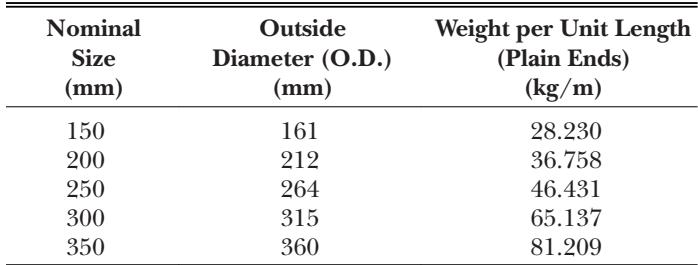 Nominal Outside Weight per Unit Length
Size Diameter (O.D.) (Plain Ends)
(mm) (mm) (kg/m)
150 161 28.230
200 212 36.758
250 264 46.431
300 315 65.137
350 360 81.209